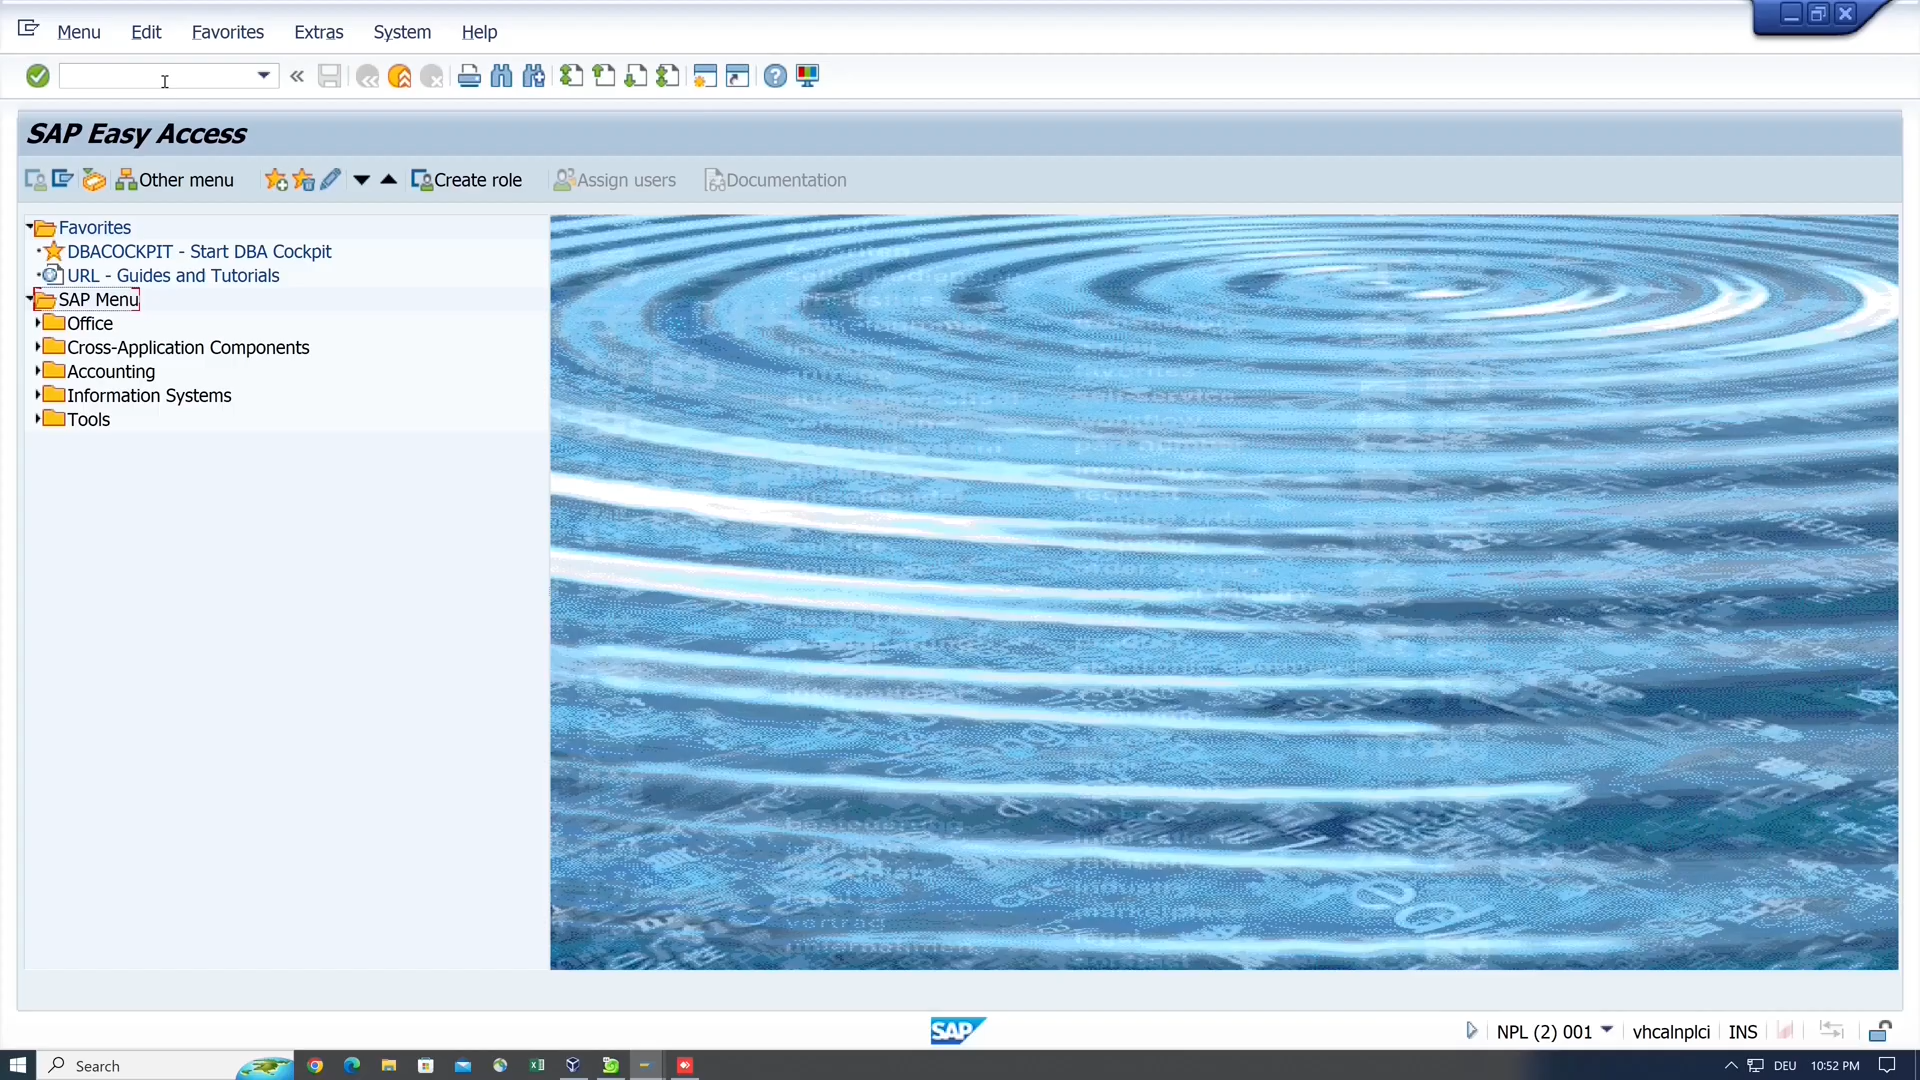 Menu Edit Favorites Extras System Help
SAP Easy Access
Other menu Create role Assign users Documentation
Favorites
DBACOCKPIT - Start DBA Cockpit
URL - Guides and Tutorials
SAP Menu
Office
Cross-Application Components
Accounting
Information Systems
Tools
SAP
NPL (2) 001 vhcalnplci INS
Search
DEU 10:52 PM